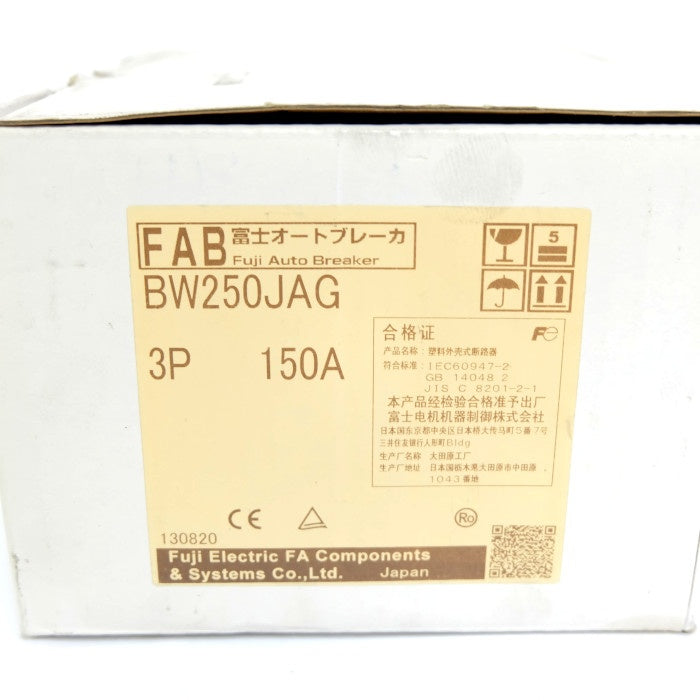 FAB 富士オートブレーカ
Fuji Auto Breaker
5
BW250JAG
3P 150A
合格证 Fe
产品名称: 塑料外壳式断路器
符合标准: IEC60947-2
GB 14048 2
JIS C 8201-2-1
本产品经检验合格准予出厂
富士电机机器制御株式会社
日本国东京都中央区日本桥大传马町5番7号
三井住友银行人形町Bldg
生产厂名称: 大田原工厂
生产厂地址: 日本国栃木県大田原市中田原
1043番地
CE Ro
130820
Fuji Electric FA Components
& Systems Co.,Ltd. Japan